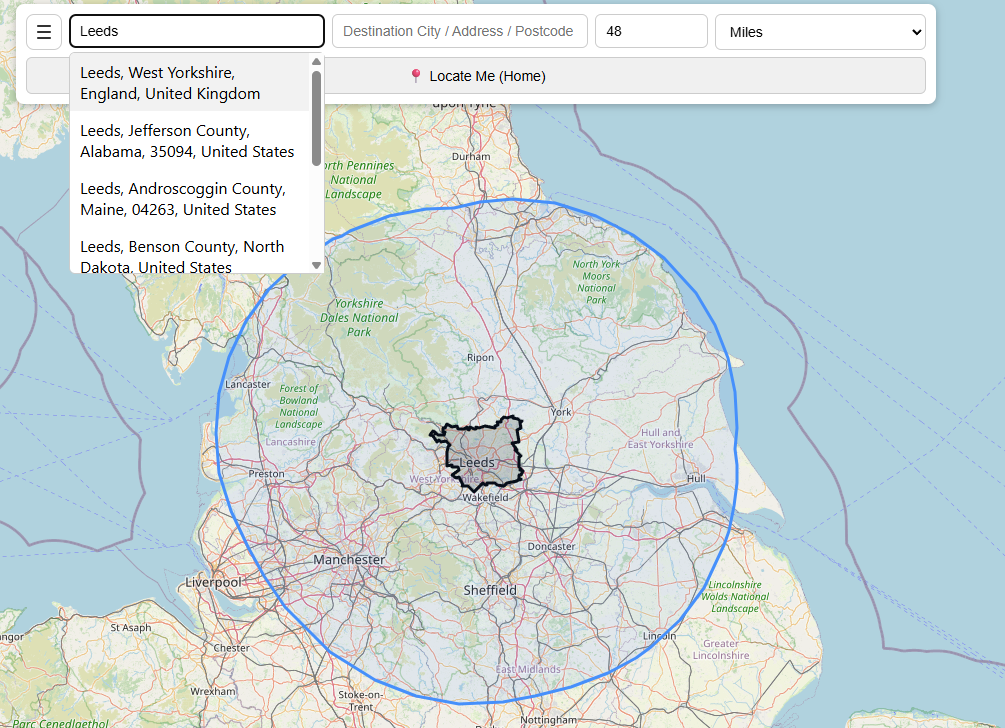 ☰
Leeds
Destination City / Address / Postcode
48
Miles
Locate Me (Home)
Leeds, West Yorkshire,
England, United Kingdom
Leeds, Jefferson County,
Alabama, 35094, United States
Leeds, Androscoggin County,
Maine, 04263, United States
Leeds, Benson County, North
Dakota, United States
upon Tyne
Durham
North Pennines
National
Landscape
North York
Moors
National
Park
Yorkshire
Dales National
Park
Ripon
Lancaster
Forest of
Bowland
National
Landscape
York
Lancashire
Hull and
East Yorkshire
Leeds
Preston
West Yorkshire
Hull
Wakefield
Doncaster
Manchester
Liverpool
Sheffield
Lincolnshire
Wolds National
Landscape
St Asaph
Lincoln
Chester
Greater
Lincolnshire
East Midlands
Wrexham
Stoke-on-
Trent
Nottingham
Parc Cenedlaethol